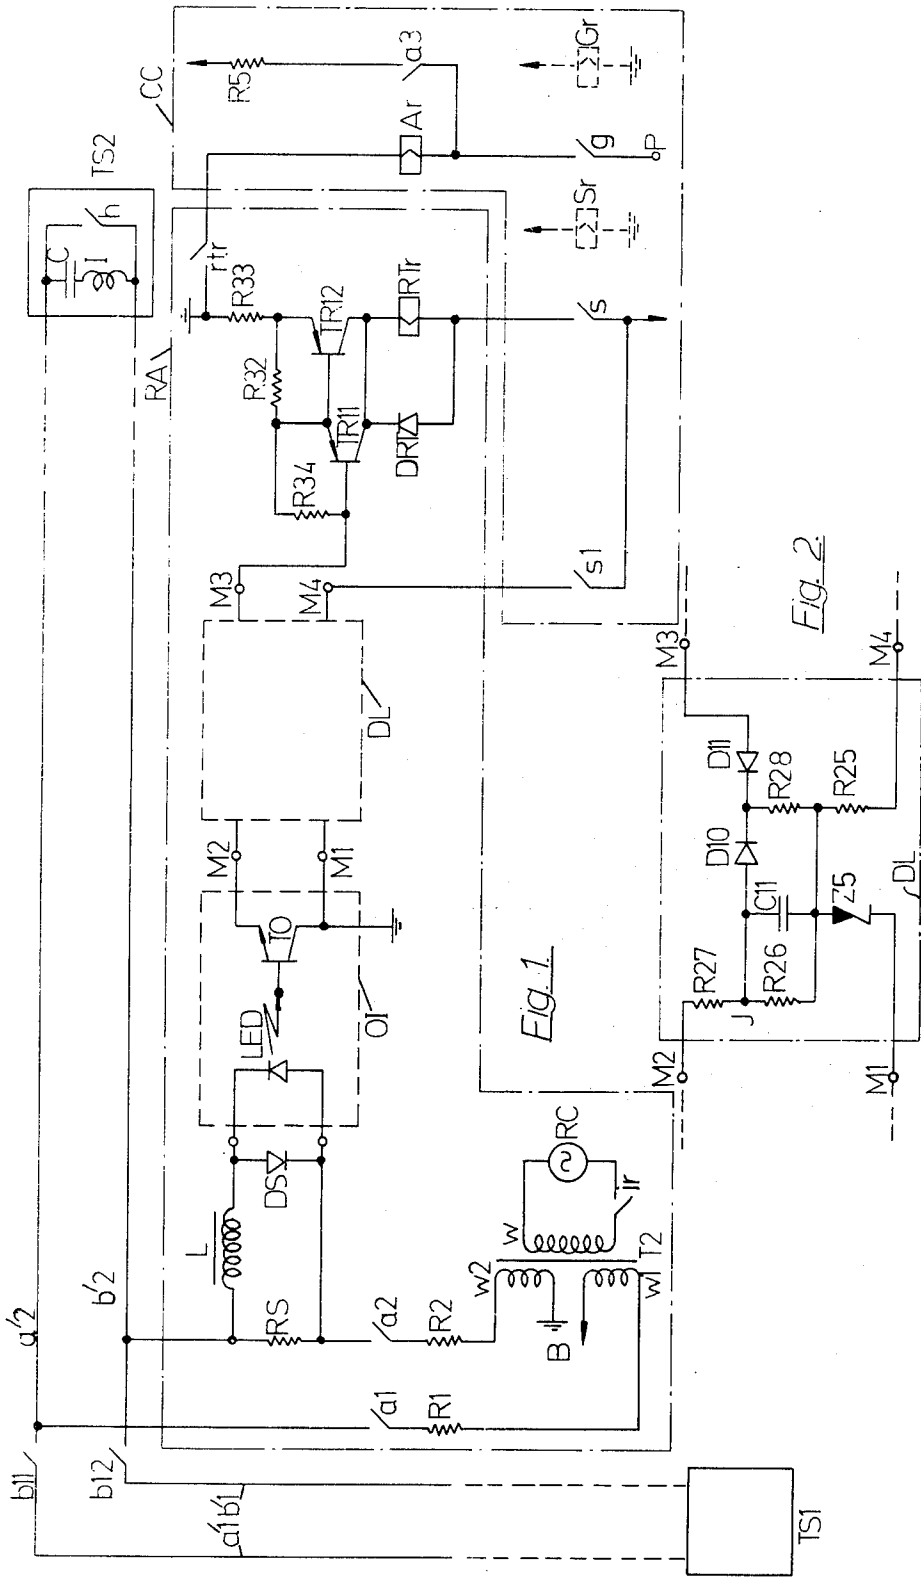 a'2
b'2
b11
b12
a'1
b'1
TS1
TS2
C
I
h
RA
CC
L
RS
DS
LED
OI
TO
M2
M1
DL
M3
M4
R34
R32
R33
TR11
TR12
DR1
RTr
rtr
s
s1
Ar
R5
a3
g
P
Sr
Gr
a1
a2
R1
R2
w2
w
w1
T2
B
RC
jr
Fig. 1.
M2
M1
R27
J
R26
C11
D10
D11
R28
R25
Z5
DL
M3
M4
Fig. 2.